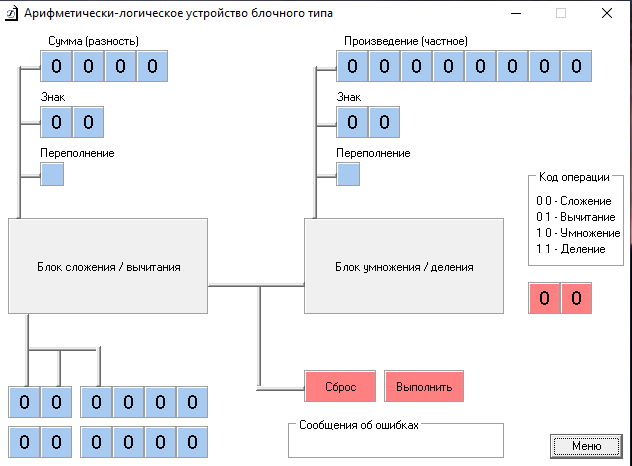 Арифметически-логическое устройство блочного типа
Сумма (разность)
0 0 0 0
Знак
0 0
Переполнение
Произведение (частное)
0 0 0 0 0 0 0 0
Знак
0 0
Переполнение
Код операции
0 0 - Сложение
0 1 - Вычитание
1 0 - Умножение
1 1 - Деление
0 0
Блок сложения / вычитания
Блок умножения / деления
0 0 0 0 0 0
0 0 0 0 0 0
Сброс
Выполнить
Сообщения об ошибках
Меню